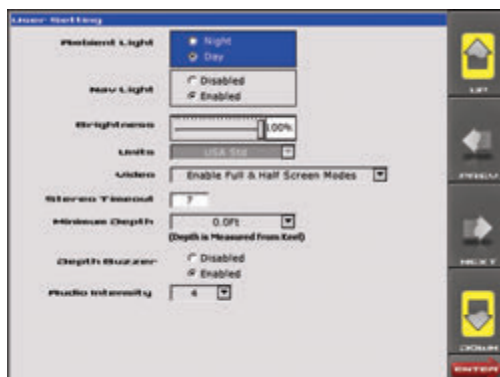 User Setting
Ambient Light
Night
Day
Nav Light
Disabled
Enabled
Brightness
100%
Units
USA Std
Video
Enable Full & Half Screen Modes
Stereo Timeout
7
Minimum Depth
0.0Ft
(Depth is Measured from Keel)
Depth Buzzer
Disabled
Enabled
Audio Intensity
4
UP
PREV
NEXT
DOWN
ENTER